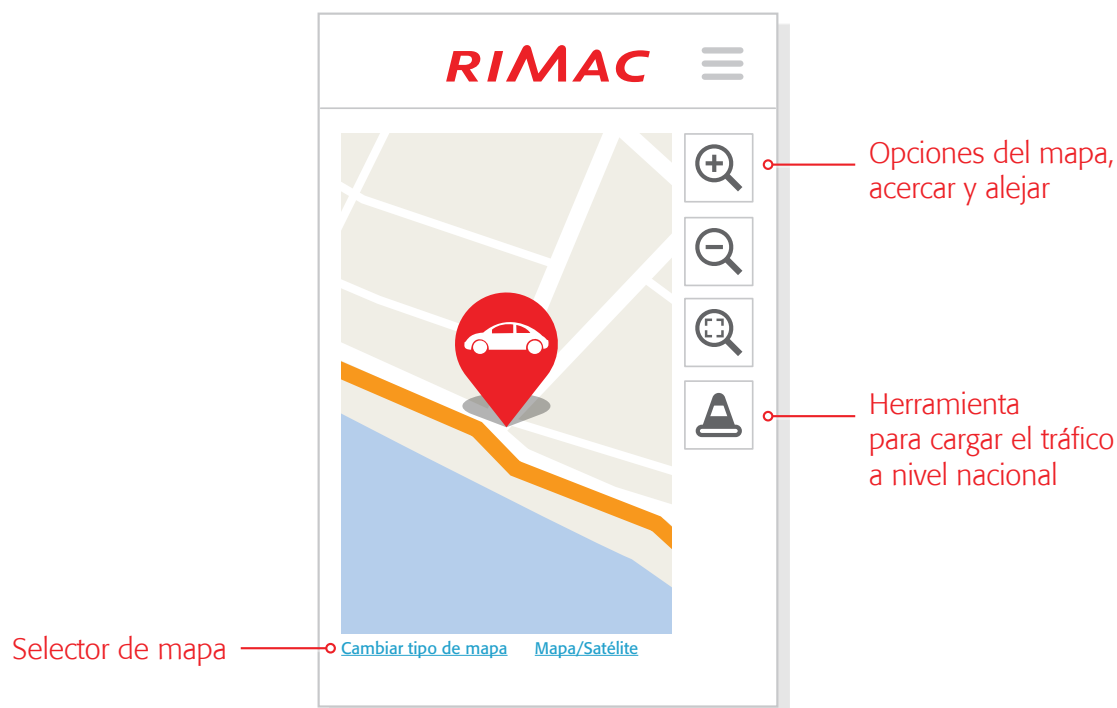 RIMAC
Opciones del mapa,
acercar y alejar
Herramienta
para cargar el tráfico
a nivel nacional
Selector de mapa
Cambiar tipo de mapa
Mapa/Satélite